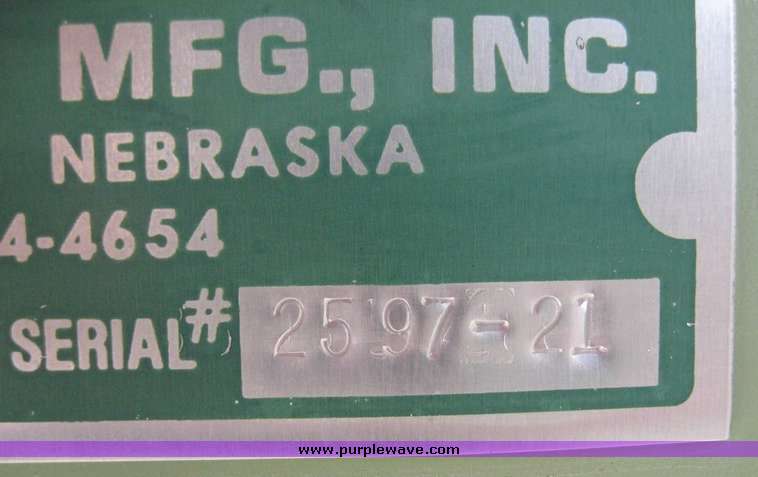 MFG., INC.
NEBRASKA
4-4654
SERIAL# 2597-21
www.purplewave.com